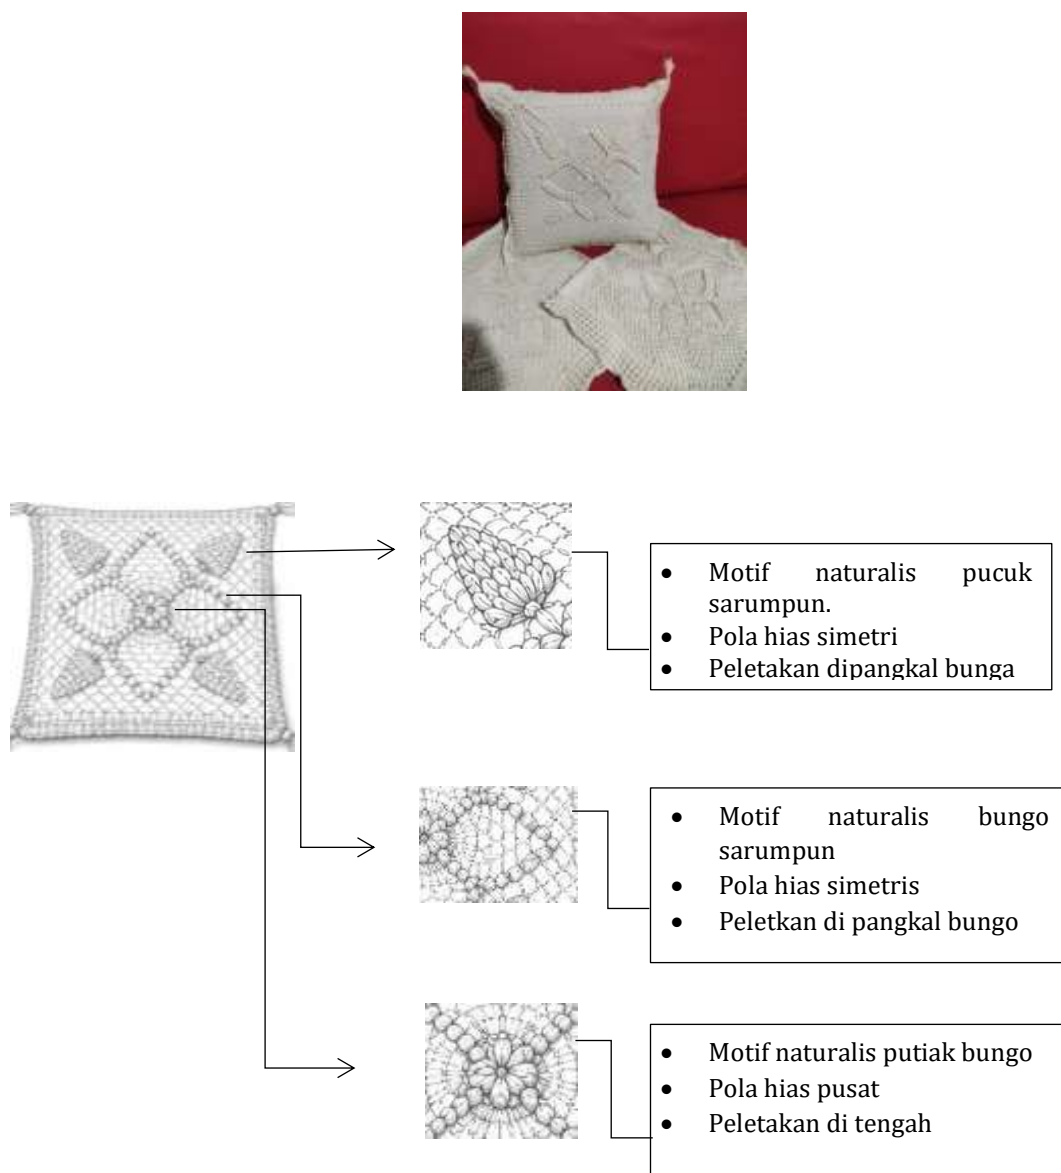 • Motif naturalis pucuk
sarumpun.
• Pola hias simetri
• Peletakan dipangkal bunga
• Motif naturalis bungo
sarumpun
• Pola hias simetris
• Peletkan di pangkal bungo
• Motif naturalis putiak bungo
• Pola hias pusat
• Peletakan di tengah